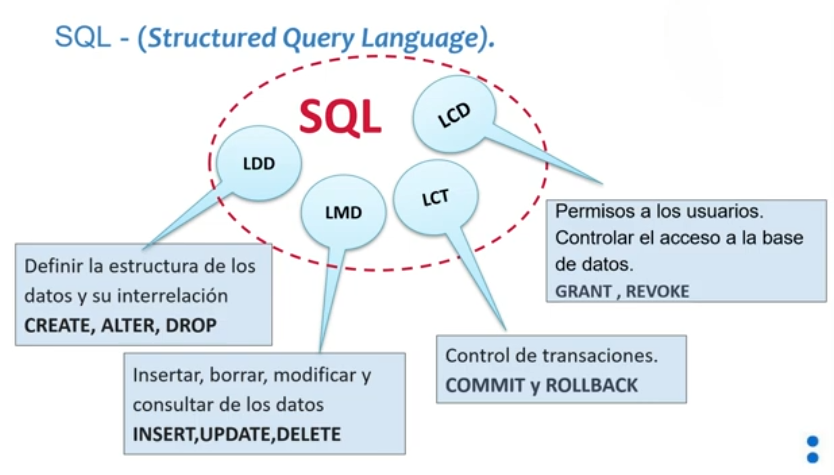 SQL - (Structured Query Language).
SQL
LCD
LDD
LMD
LCT
Permisos a los usuarios.
Controlar el acceso a la base
de datos.
GRANT , REVOKE
Definir la estructura de los
datos y su interrelación
CREATE, ALTER, DROP
Control de transaciones.
COMMIT y ROLLBACK
Insertar, borrar, modificar y
consultar de los datos
INSERT,UPDATE,DELETE